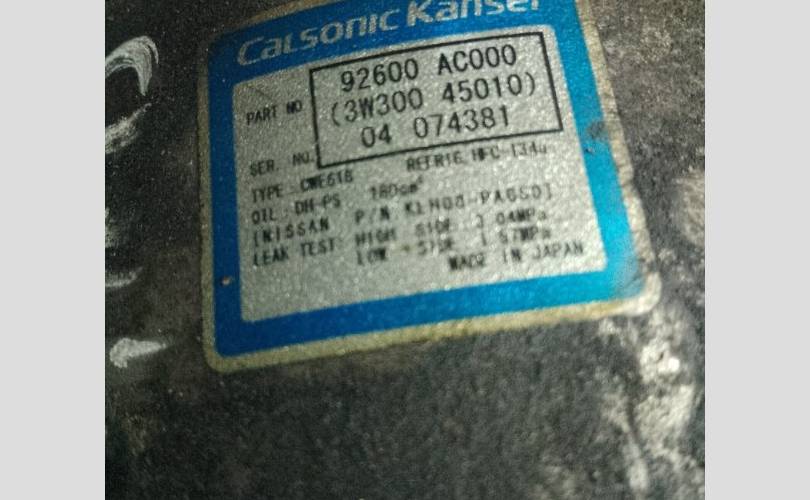 CALSONIC Kansei
PART NO
92600 AC000
(3W300 45010)
SER. NO.
04 074381
TYPE : CWE618
REFRIG. HFC-134a
OIL : DH-PS 180cm³
(NISSAN P/N KLH00-PAGS0)
LEAK TEST: HIGH SIDE 3.04MPa
LOW SIDE 1.57MPa
MADE IN JAPAN